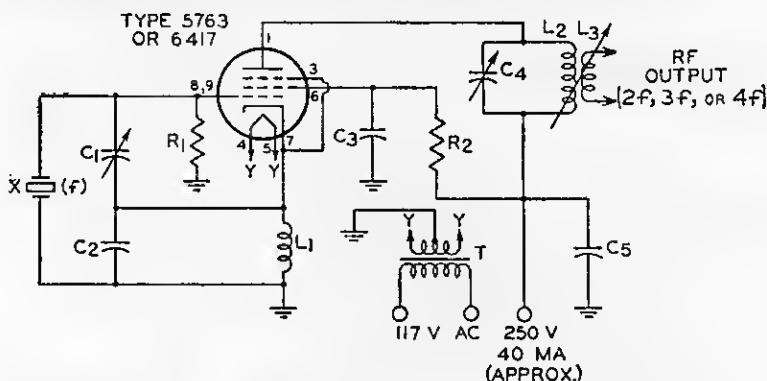 TYPE 5763
OR 6417
1
3
8,9
6
4
5
7
Y
Y
R1
C1
X
(f)
C2
L1
C3
R2
C4
L2
L3
RF
OUTPUT
(2f, 3f, OR 4f)
Y
Y
T
C5
117 V
AC
250 V
40 MA
(APPROX.)